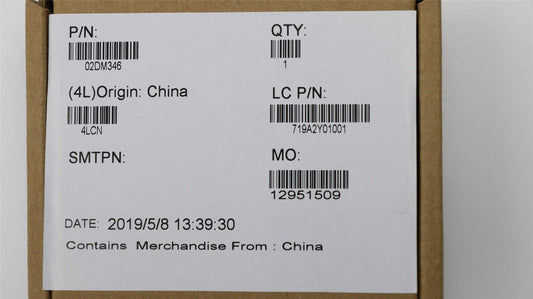 P/N:
02DM346
QTY:
1
(4L)Origin: China
4LCN
LC P/N:
719A2Y01001
SMTPN:
MO:
12951509
DATE: 2019/5/8 13:39:30
Contains Merchandise From : China